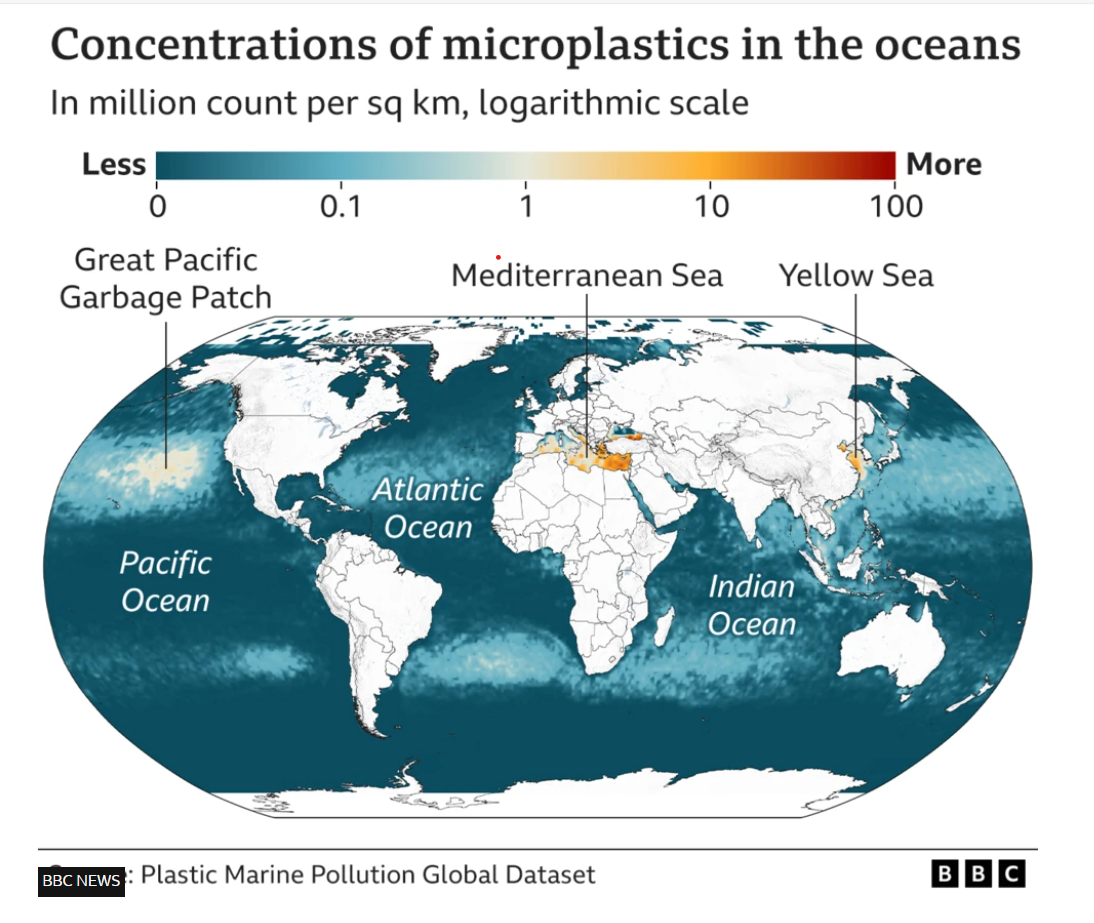 Concentrations of microplastics in the oceans
In million count per sq km, logarithmic scale
Less More
0 0.1 1 10 100
Great Pacific
Garbage Patch
Mediterranean Sea
Yellow Sea
Atlantic
Ocean
Pacific
Ocean
Indian
Ocean
: Plastic Marine Pollution Global Dataset
BBC NEWS
BBC